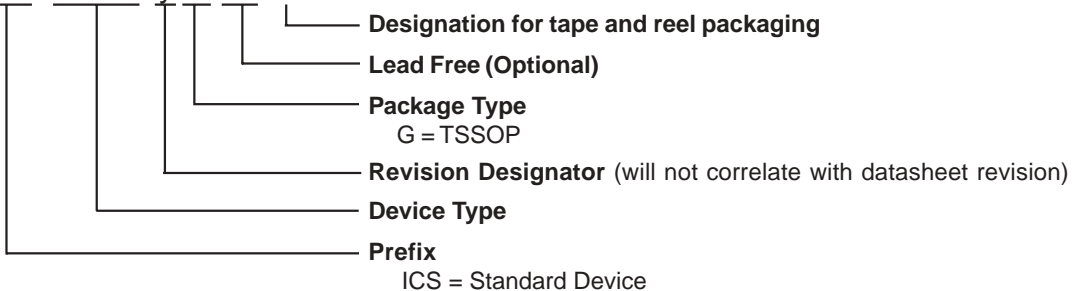 Designation for tape and reel packaging
Lead Free (Optional)
Package Type
G = TSSOP
Revision Designator (will not correlate with datasheet revision)
Device Type
Prefix
ICS = Standard Device